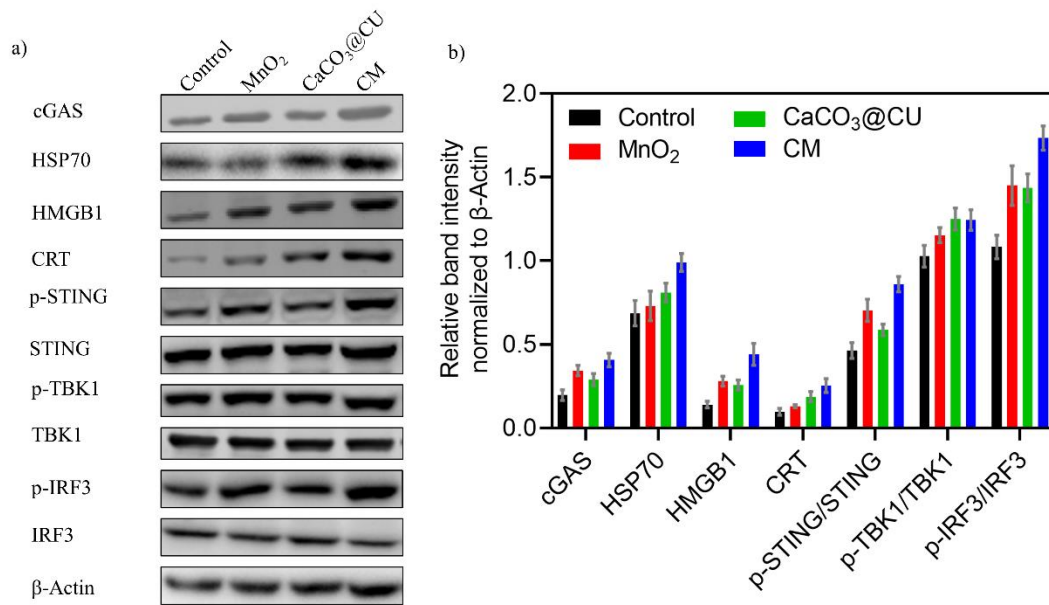 a)
Control
MnO₂
CaCO₃@CU
CM
cGAS
HSP70
HMGB1
CRT
p-STING
STING
p-TBK1
TBK1
p-IRF3
IRF3
β-Actin
b)
Relative band intensity
normalized to β-Actin
2.0
1.5
1.0
0.5
0.0
Control
MnO₂
CaCO₃@CU
CM
cGAS
HSP70
HMGB1
CRT
p-STING/STING
p-TBK1/TBK1
p-IRF3/IRF3